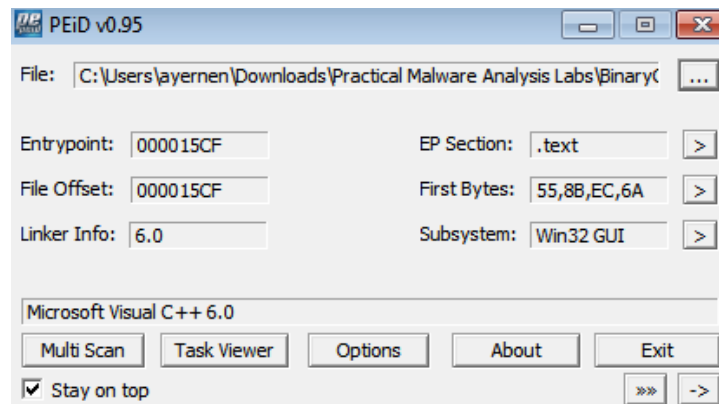 PEiD v0.95
File: C:\Users\ayernen\Downloads\Practical Malware Analysis Labs\BinaryC ...
Entrypoint: 000015CF EP Section: .text >
File Offset: 000015CF First Bytes: 55,8B,EC,6A >
Linker Info: 6.0 Subsystem: Win32 GUI >
Microsoft Visual C++ 6.0
Multi Scan Task Viewer Options About Exit
Stay on top »» ->